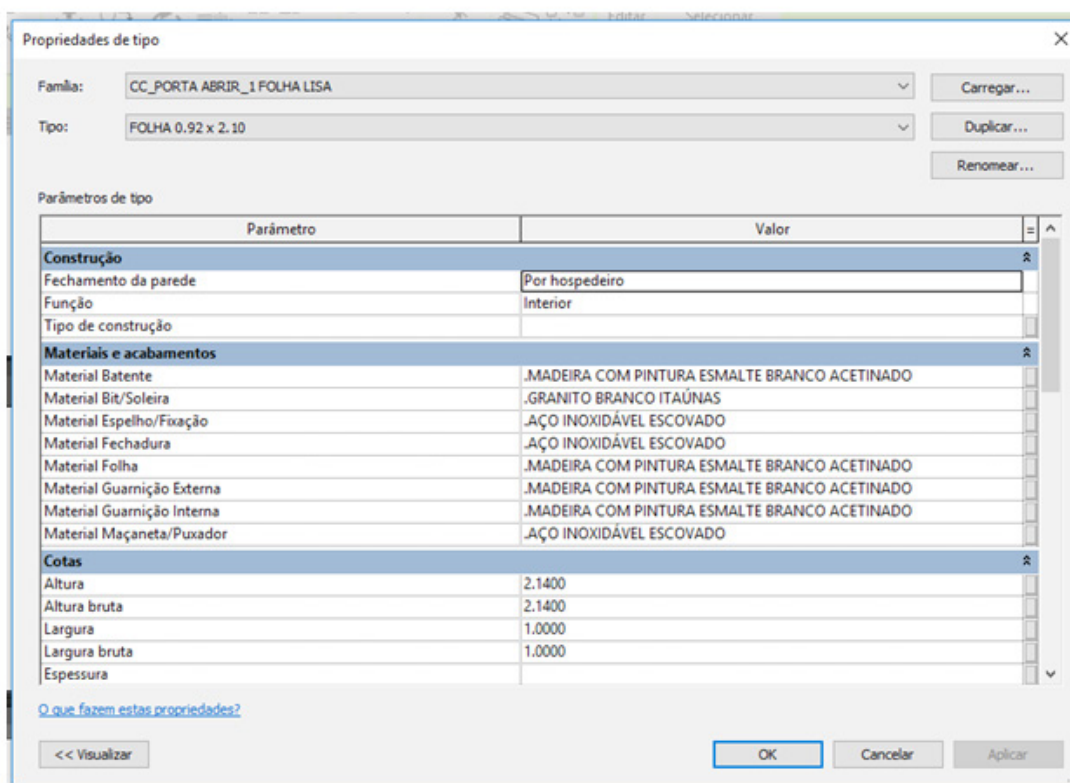 Editar Selecionar
Propriedades de tipo
Família: CC_PORTA ABRIR_1 FOLHA LISA Carregar...
Tipo: FOLHA 0.92 x 2.10 Duplicar...
Renomear...
Parâmetros de tipo
Parâmetro Valor =
Construção
Fechamento da parede Por hospedeiro
Função Interior
Tipo de construção
Materiais e acabamentos
Material Batente .MADEIRA COM PINTURA ESMALTE BRANCO ACETINADO
Material Bit/Soleira .GRANITO BRANCO ITAÚNAS
Material Espelho/Fixação .AÇO INOXIDÁVEL ESCOVADO
Material Fechadura .AÇO INOXIDÁVEL ESCOVADO
Material Folha .MADEIRA COM PINTURA ESMALTE BRANCO ACETINADO
Material Guarnição Externa .MADEIRA COM PINTURA ESMALTE BRANCO ACETINADO
Material Guarnição Interna .MADEIRA COM PINTURA ESMALTE BRANCO ACETINADO
Material Maçaneta/Puxador .AÇO INOXIDÁVEL ESCOVADO
Cotas
Altura 2.1400
Altura bruta 2.1400
Largura 1.0000
Largura bruta 1.0000
Espessura
O que fazem estas propriedades?
<< Visualizar OK Cancelar Aplicar